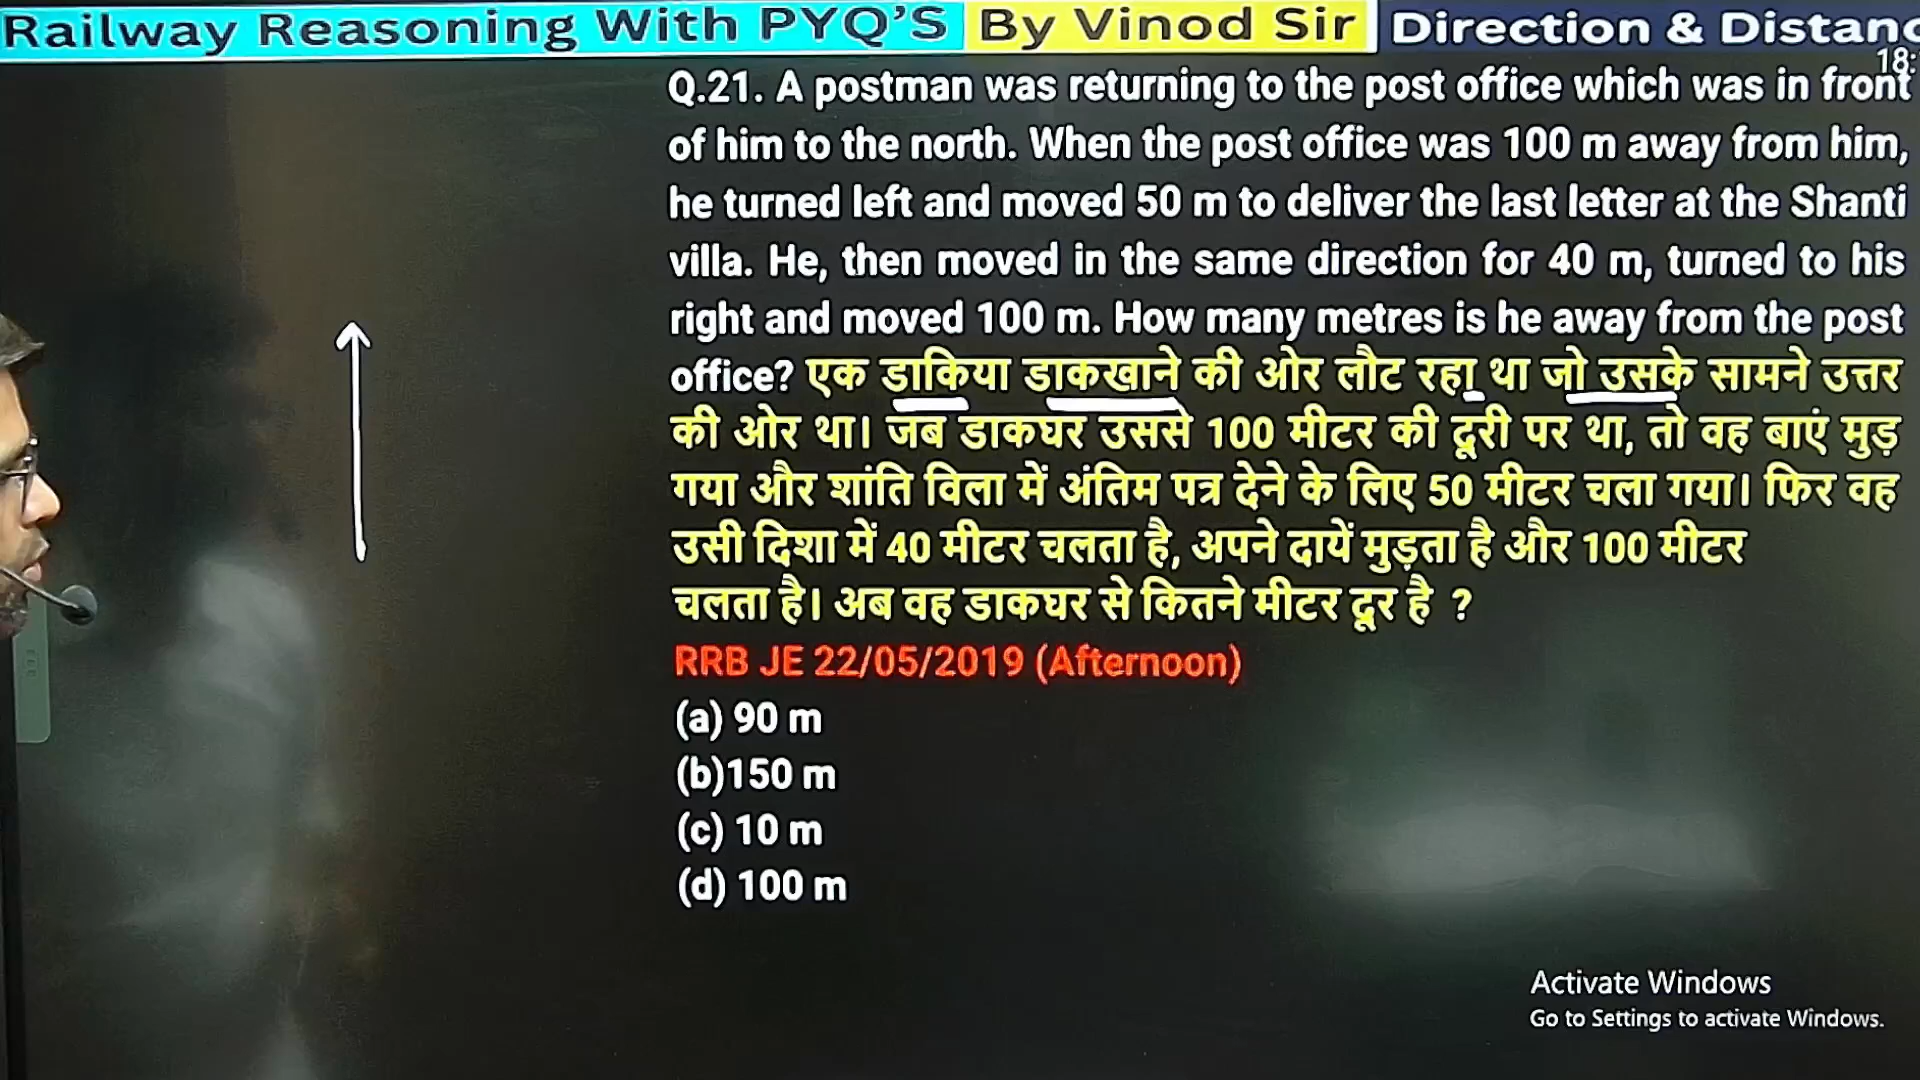 Railway Reasoning With PYQ'S By Vinod Sir Direction & Distanc
18:
Q.21. A postman was returning to the post office which was in front
of him to the north. When the post office was 100 m away from him,
he turned left and moved 50 m to deliver the last letter at the Shanti
villa. He, then moved in the same direction for 40 m, turned to his
right and moved 100 m. How many metres is he away from the post
office? एक डाकिया डाकखाने की ओर लौट रहा था जो उसके सामने उत्तर
की ओर था। जब डाकघर उससे 100 मीटर की दूरी पर था, तो वह बाएं मुड़
गया और शांति विला में अंतिम पत्र देने के लिए 50 मीटर चला गया। फिर वह
उसी दिशा में 40 मीटर चलता है, अपने दायें मुड़ता है और 100 मीटर
चलता है। अब वह डाकघर से कितने मीटर दूर है ?
RRB JE 22/05/2019 (Afternoon)
(a) 90 m
(b)150 m
(c) 10 m
(d) 100 m
Activate Windows
Go to Settings to activate Windows.